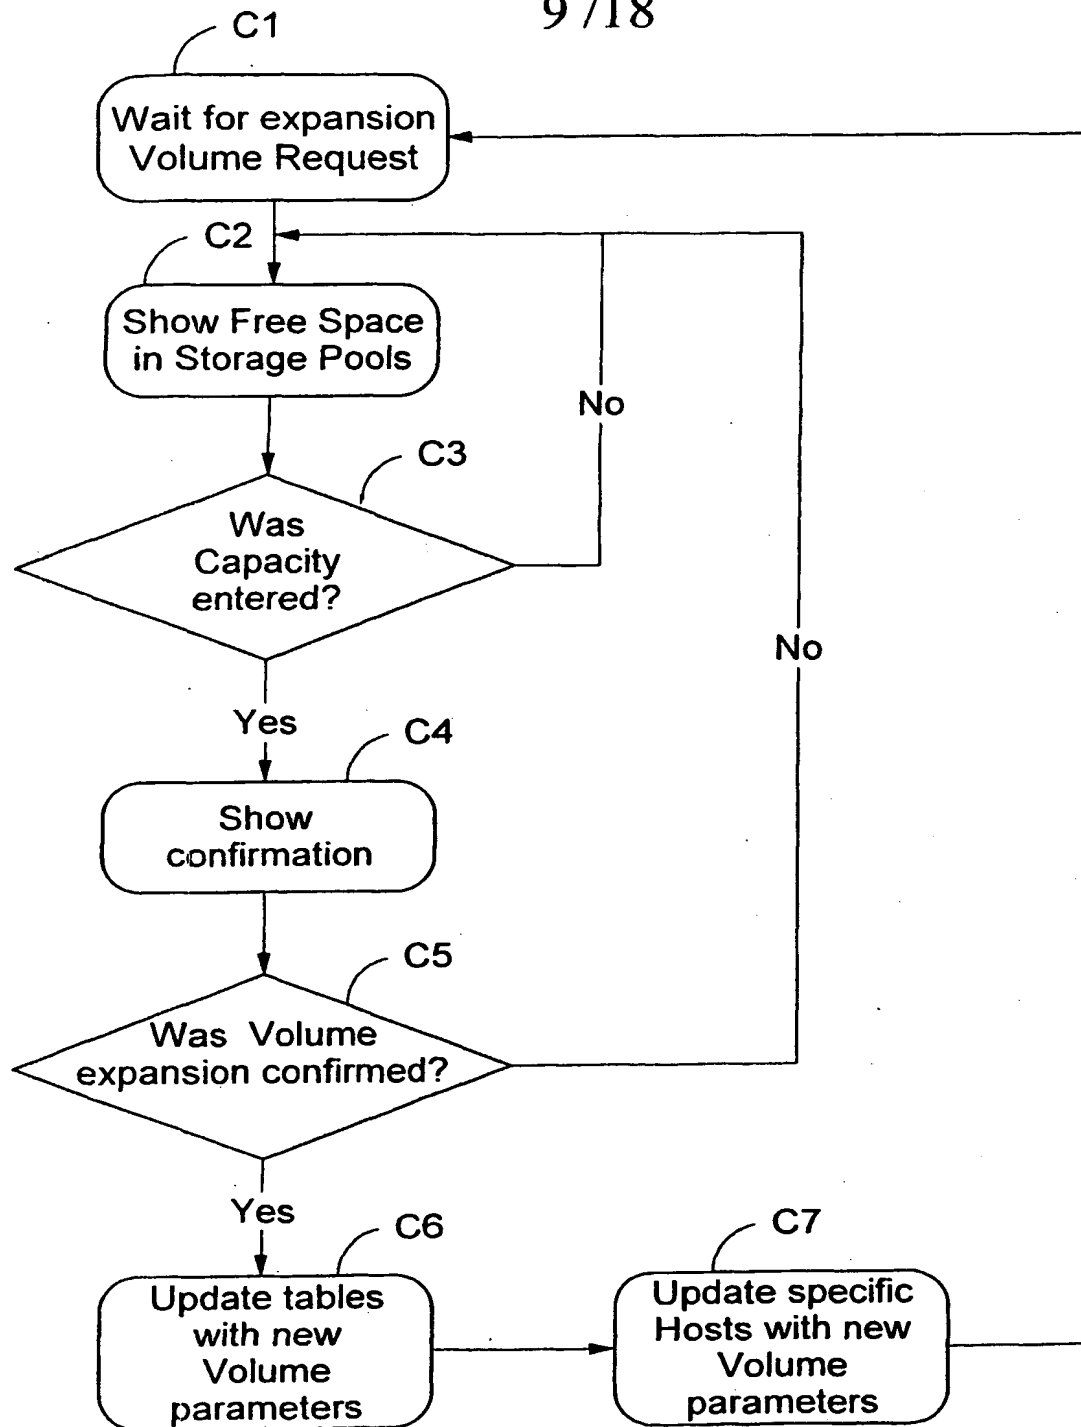 9 /18
C1
Wait for expansion
Volume Request
C2
Show Free Space
in Storage Pools
No
C3
Was
Capacity
entered?
No
Yes
C4
Show
confirmation
C5
Was Volume
expansion confirmed?
Yes
C6
C7
Update tables
with new
Volume
parameters
Update specific
Hosts with new
Volume
parameters